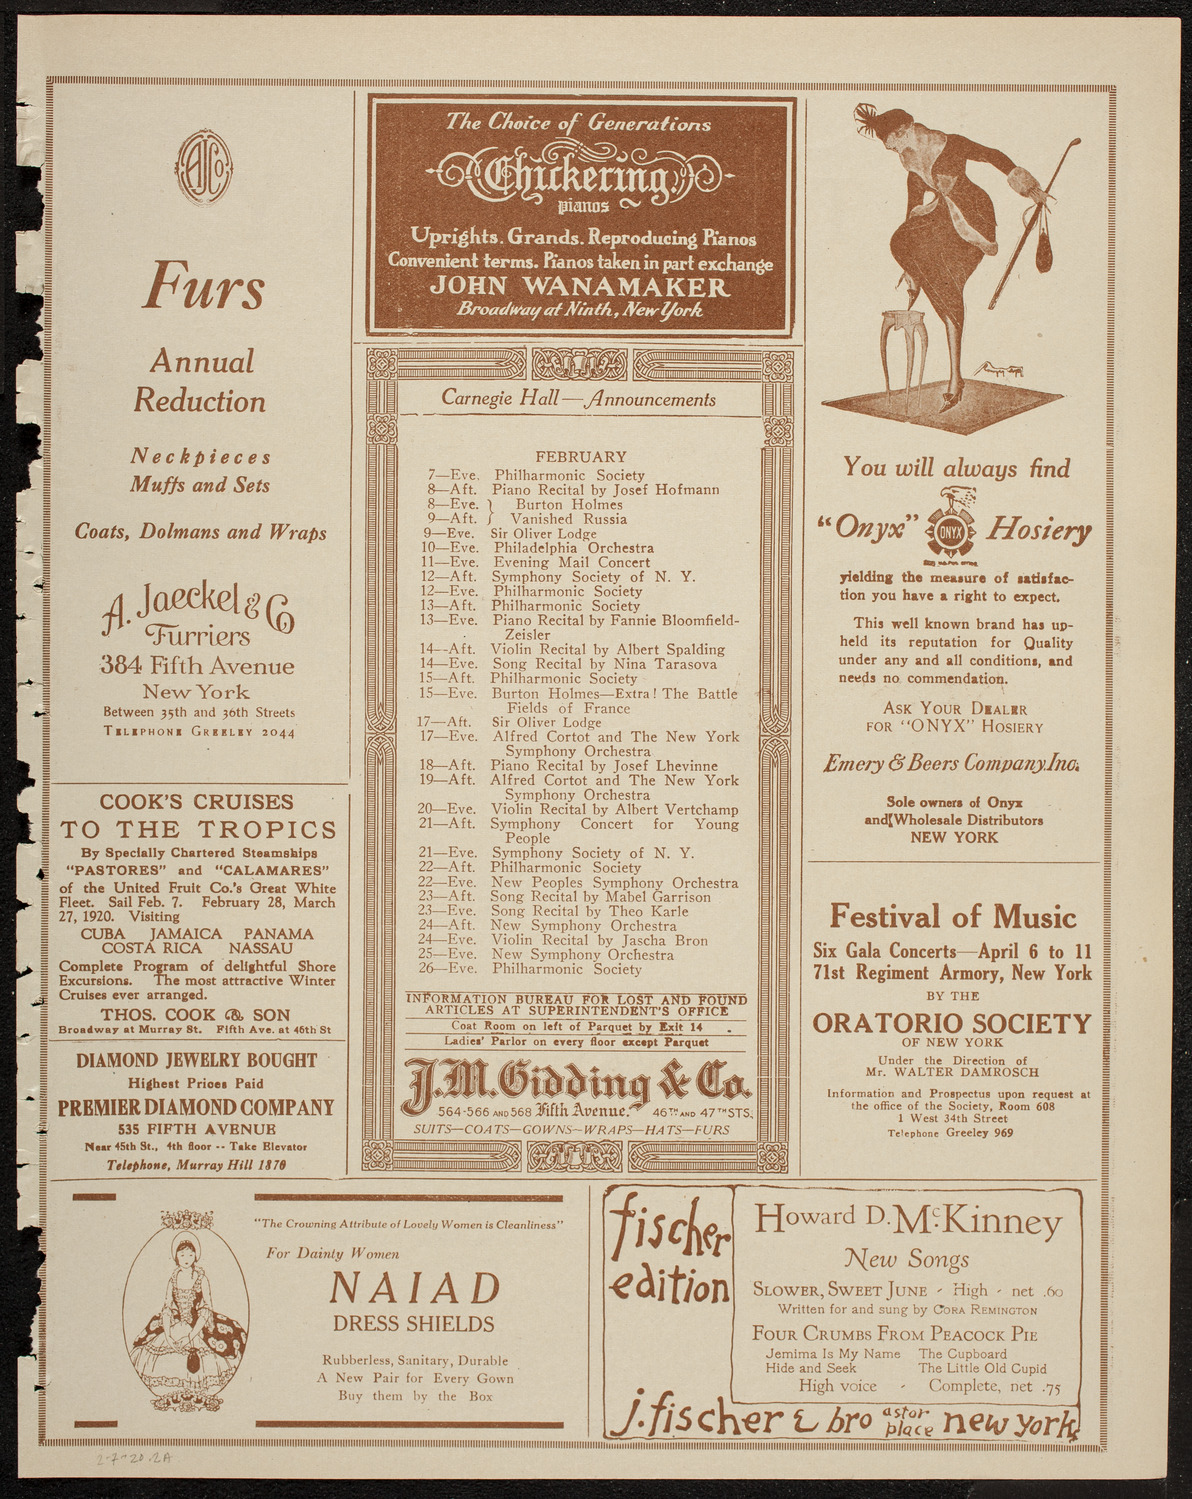 AJCo
Furs
Annual
Reduction
Neckpieces
Muffs and Sets
Coats, Dolmans and Wraps
A. Jaeckel & Co
Furriers
384 Fifth Avenue
New York
Between 35th and 36th Streets
TELEPHONE GREELEY 2044
COOK'S CRUISES
TO THE TROPICS
By Specially Chartered Steamships
"PASTORES" and "CALAMARES"
of the United Fruit Co.'s Great White
Fleet. Sail Feb. 7. February 28, March
27, 1920. Visiting
CUBA JAMAICA PANAMA
COSTA RICA NASSAU
Complete Program of delightful Shore
Excursions. The most attractive Winter
Cruises ever arranged.
THOS. COOK & SON
Broadway at Murray St. Fifth Ave. at 46th St
DIAMOND JEWELRY BOUGHT
Highest Prices Paid
PREMIER DIAMOND COMPANY
535 FIFTH AVENUE
Near 45th St., 4th floor -- Take Elevator
Telephone, Murray Hill 1870
The Choice of Generations
Chickering
pianos
Uprights. Grands. Reproducing Pianos
Convenient terms. Pianos taken in part exchange
JOHN WANAMAKER
Broadway at Ninth, New York
Carnegie Hall—Announcements
FEBRUARY
7—Eve. Philharmonic Society
8—Aft. Piano Recital by Josef Hofmann
8—Eve. } Burton Holmes
9—Aft. } Vanished Russia
9—Eve. Sir Oliver Lodge
10—Eve. Philadelphia Orchestra
11—Eve. Evening Mail Concert
12—Aft. Symphony Society of N. Y.
12—Eve. Philharmonic Society
13—Aft. Philharmonic Society
13—Eve. Piano Recital by Fannie Bloomfield-
Zeisler
14--Aft. Violin Recital by Albert Spalding
14—Eve. Song Recital by Nina Tarasova
15—Aft. Philharmonic Society
15—Eve. Burton Holmes—Extra! The Battle
Fields of France
17—Aft. Sir Oliver Lodge
17—Eve. Alfred Cortot and The New York
Symphony Orchestra
18—Aft. Piano Recital by Josef Lhevinne
19—Aft. Alfred Cortot and The New York
Symphony Orchestra
20—Eve. Violin Recital by Albert Vertchamp
21—Aft. Symphony Concert for Young
People
21—Eve. Symphony Society of N. Y.
22—Aft. Philharmonic Society
22—Eve. New Peoples Symphony Orchestra
23—Aft. Song Recital by Mabel Garrison
23—Eve. Song Recital by Theo Karle
24—Aft. New Symphony Orchestra
24—Eve. Violin Recital by Jascha Bron
25—Eve. New Symphony Orchestra
26—Eve. Philharmonic Society
INFORMATION BUREAU FOR LOST AND FOUND
ARTICLES AT SUPERINTENDENT'S OFFICE
Coat Room on left of Parquet by Exit 14
Ladies' Parlor on every floor except Parquet
J.M. Gidding & Co.
564-566 AND 568 Fifth Avenue. 46TH AND 47TH STS.
SUITS—COATS—GOWNS—WRAPS—HATS—FURS
You will always find
"Onyx" ONYX Hosiery
yielding the measure of satisfac-
tion you have a right to expect.
This well known brand has up-
held its reputation for Quality
under any and all conditions, and
needs no commendation.
ASK YOUR DEALER
FOR "ONYX" HOSIERY
Emery & Beers Company, Inc.
Sole owners of Onyx
and Wholesale Distributors
NEW YORK
Festival of Music
Six Gala Concerts—April 6 to 11
71st Regiment Armory, New York
BY THE
ORATORIO SOCIETY
OF NEW YORK
Under the Direction of
Mr. WALTER DAMROSCH
Information and Prospectus upon request at
the office of the Society, Room 608
1 West 34th Street
Telephone Greeley 969
"The Crowning Attribute of Lovely Women is Cleanliness"
For Dainty Women
NAIAD
DRESS SHIELDS
Rubberless, Sanitary, Durable
A New Pair for Every Gown
Buy them by the Box
fischer
edition
Howard D. McKinney
New Songs
SLOWER, SWEET JUNE - High - net .60
Written for and sung by CORA REMINGTON
FOUR CRUMBS FROM PEACOCK PIE
Jemima Is My Name The Cupboard
Hide and Seek The Little Old Cupid
High voice Complete, net .75
j. fischer & bro astor place new york
2-7-20.2A